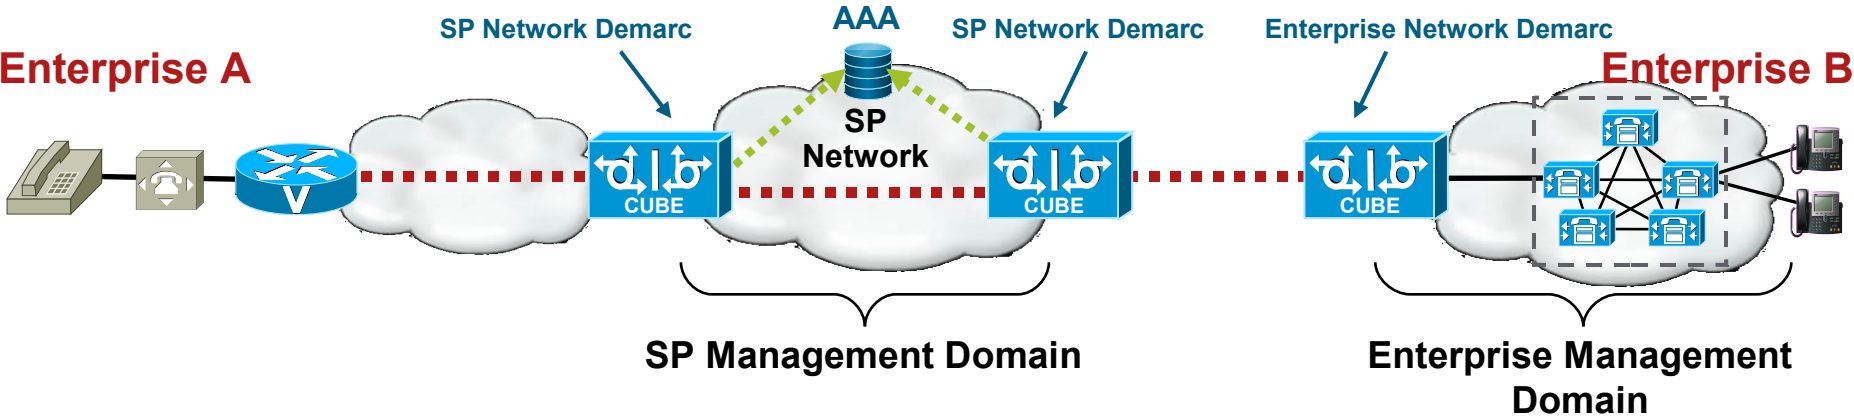 AAA
SP Network Demarc
SP Network Demarc
Enterprise Network Demarc
Enterprise A
Enterprise B
SP
Network
V
CUBE
CUBE
CUBE
SP Management Domain
Enterprise Management
Domain